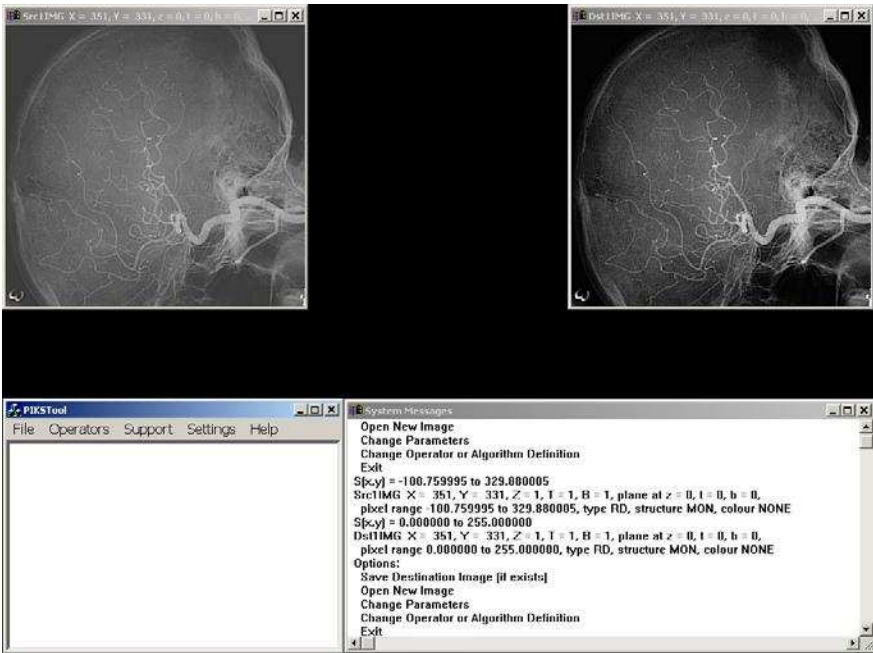 Src1IMG X = 351, Y = 331, z = 0, t = 0, b = 0,
Dst1IMG X = 351, Y = 331, z = 0, t = 0, b = 0,
PIKSTool
File Operators Support Settings Help
System Messages
Open New Image
Change Parameters
Change Operator or Algorithm Definition
Exit
S(x,y) = -100.759995 to 329.880005
Src1IMG X = 351, Y = 331, Z = 1, T = 1, B = 1, plane at z = 0, t = 0, b = 0,
pixel range -100.759995 to 329.880005, type RD, structure MON, colour NONE
S(x,y) = 0.000000 to 255.000000
Dst1IMG X = 351, Y = 331, Z = 1, T = 1, B = 1, plane at z = 0, t = 0, b = 0,
pixel range 0.000000 to 255.000000, type RD, structure MON, colour NONE
Options:
Save Destination Image [if exists]
Open New Image
Change Parameters
Change Operator or Algorithm Definition
Exit